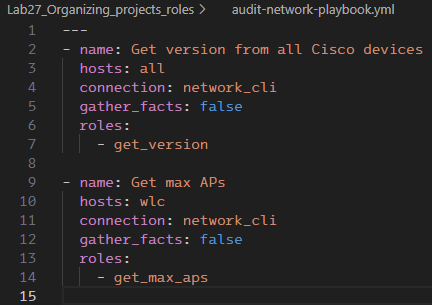 Lab27_Organizing_projects_roles > audit-network-playbook.yml
1 ---
2 - name: Get version from all Cisco devices
3   hosts: all
4   connection: network_cli
5   gather_facts: false
6   roles:
7     - get_version
8
9 - name: Get max APs
10   hosts: wlc
11   connection: network_cli
12   gather_facts: false
13   roles:
14     - get_max_aps
15